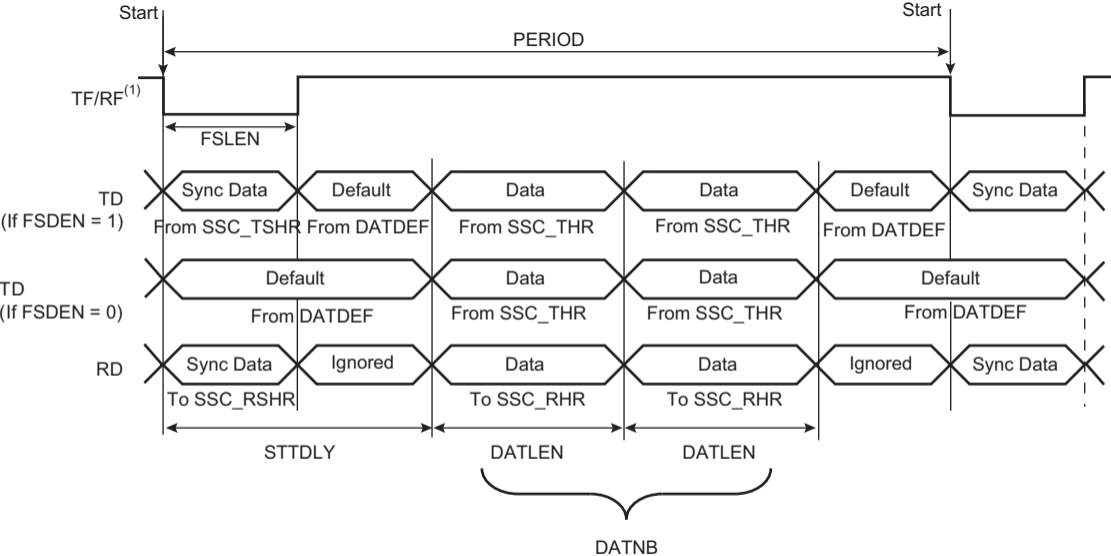 Start Start
PERIOD
TF/RF(1)
FSLEN
TD
(If FSDEN = 1)
Sync Data Default Data Data Default Sync Data
From SSC_TSHR From DATDEF From SSC_THR From SSC_THR From DATDEF
TD
(If FSDEN = 0)
Default Data Data Default
From DATDEF From SSC_THR From SSC_THR From DATDEF
RD
Sync Data Ignored Data Data Ignored Sync Data
To SSC_RSHR To SSC_RHR To SSC_RHR
STTDLY DATLEN DATLEN
DATNB